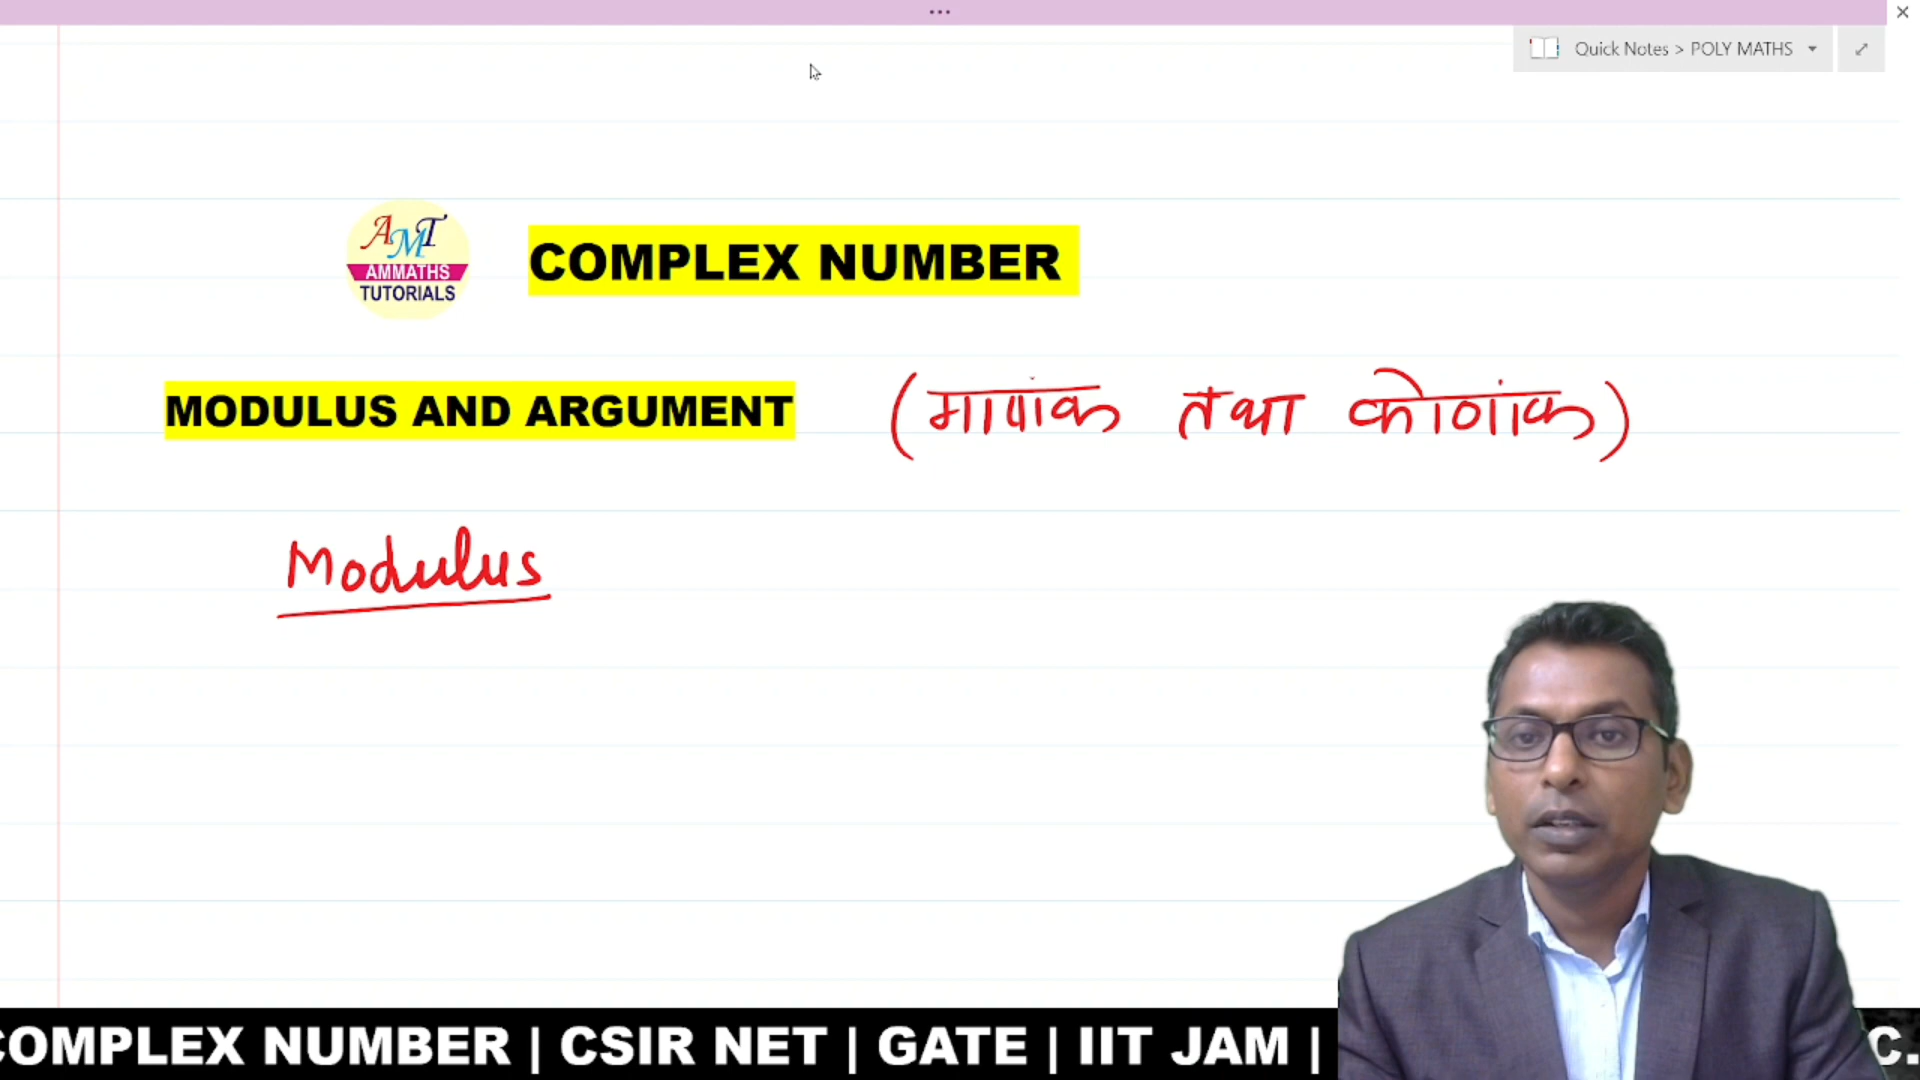 Quick Notes > POLY MATHS
AMT
AMMATHS
TUTORIALS
COMPLEX NUMBER
MODULUS AND ARGUMENT (मापांक तथा कोणांक)
Modulus
COMPLEX NUMBER | CSIR NET | GATE | IIT JAM | C.